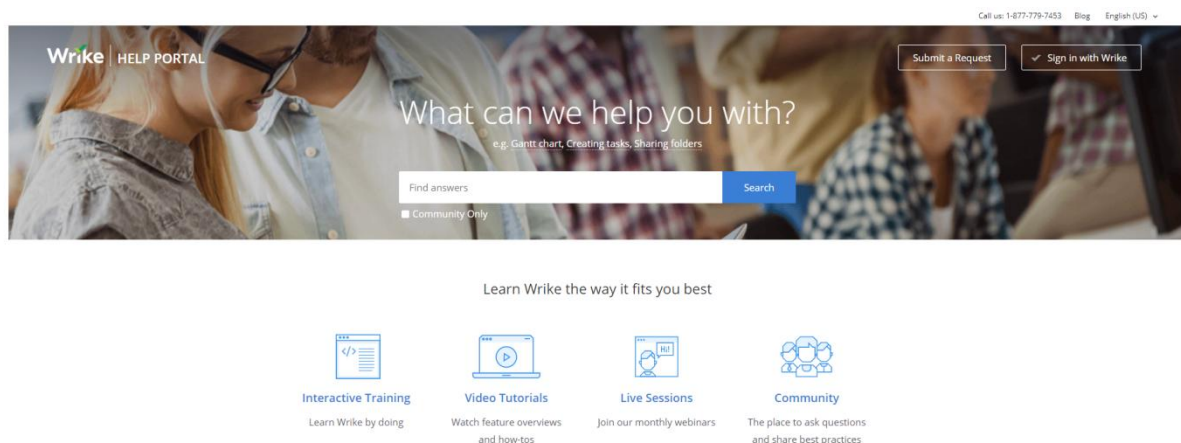 Call us: 1-877-779-7453 Blog English (US)
Wrike HELP PORTAL
Submit a Request
Sign in with Wrike
What can we help you with?
e.g. Gantt chart, Creating tasks, Sharing folders
Find answers
Search
Community Only
Learn Wrike the way it fits you best
</>
Hi!
Interactive Training
Learn Wrike by doing
Video Tutorials
Watch feature overviews
and how-tos
Live Sessions
Join our monthly webinars
Community
The place to ask questions
and share best practices